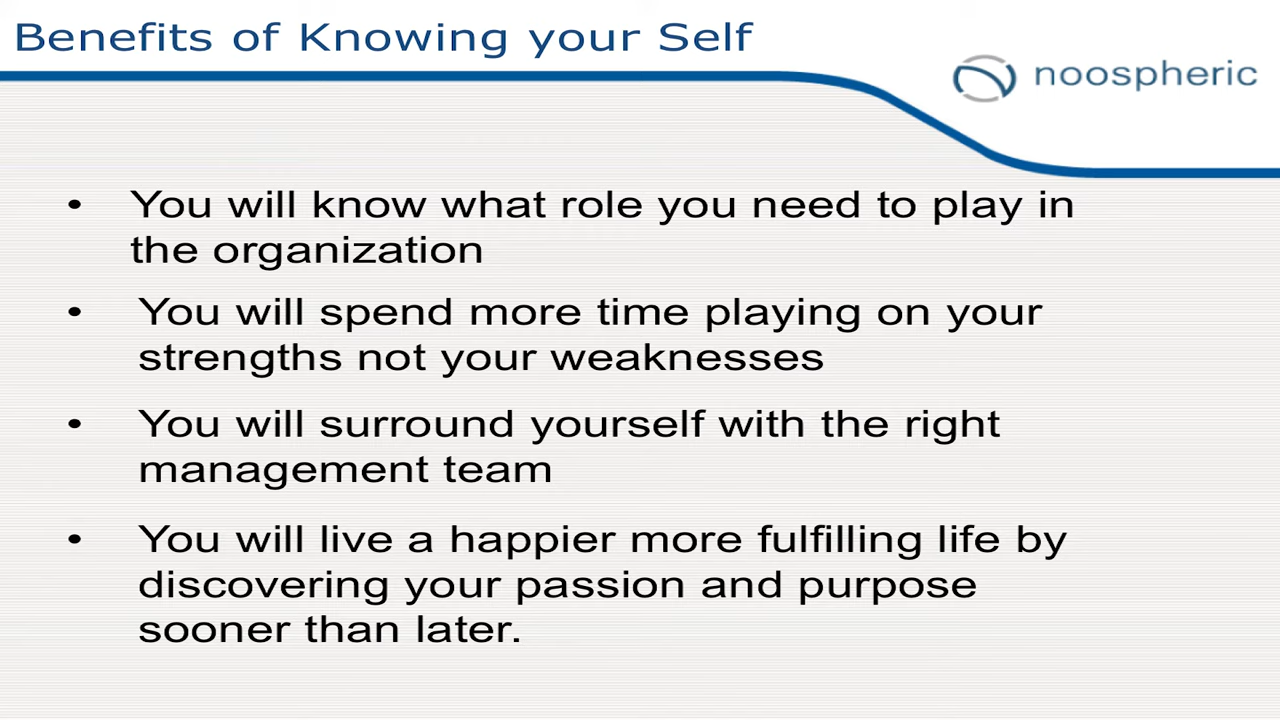 Benefits of Knowing your Self
noospheric
• You will know what role you need to play in
the organization
• You will spend more time playing on your
strengths not your weaknesses
• You will surround yourself with the right
management team
• You will live a happier more fulfilling life by
discovering your passion and purpose
sooner than later.